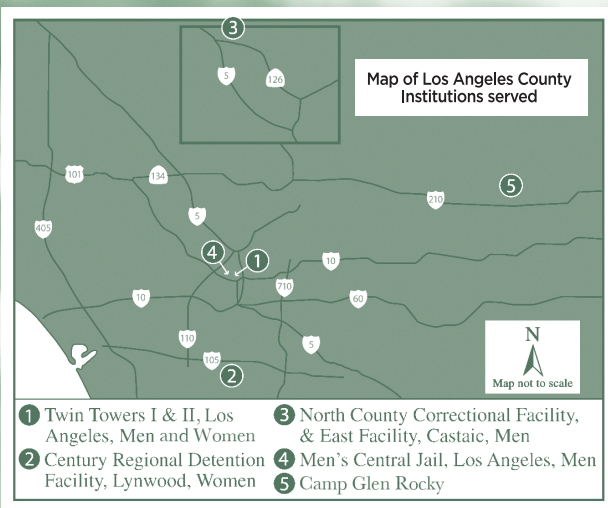 3
5
126
Map of Los Angeles County
Institutions served
101
134
5
210
5
405
4
1
10
10
710
60
110
5
105
2
N
Map not to scale
1 Twin Towers I & II, Los
Angeles, Men and Women
2 Century Regional Detention
Facility, Lynwood, Women
3 North County Correctional Facility,
& East Facility, Castaic, Men
4 Men's Central Jail, Los Angeles, Men
5 Camp Glen Rocky